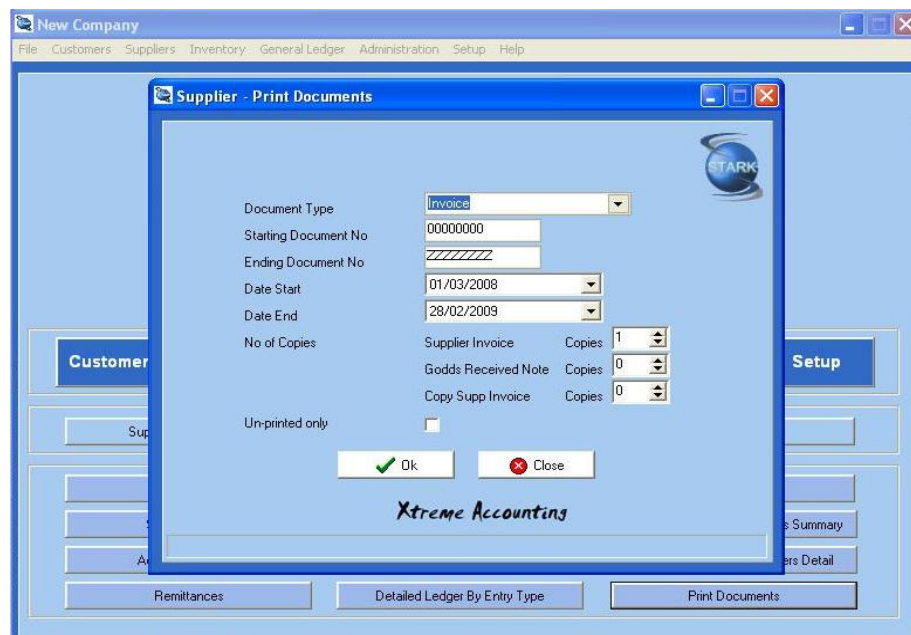 New Company
File Customers Suppliers Inventory General Ledger Administration Setup Help
Supplier - Print Documents
STARK
Document Type Invoice
Starting Document No 00000000
Ending Document No ZZZZZZZZ
Date Start 01/03/2008
Date End 28/02/2009
No of Copies Supplier Invoice Copies 1
Godds Received Note Copies 0
Copy Supp Invoice Copies 0
Un-printed only
Ok Close
Xtreme Accounting
Customer Setup
Sup
s Summary
A ers Detail
Remittances Detailed Ledger By Entry Type Print Documents